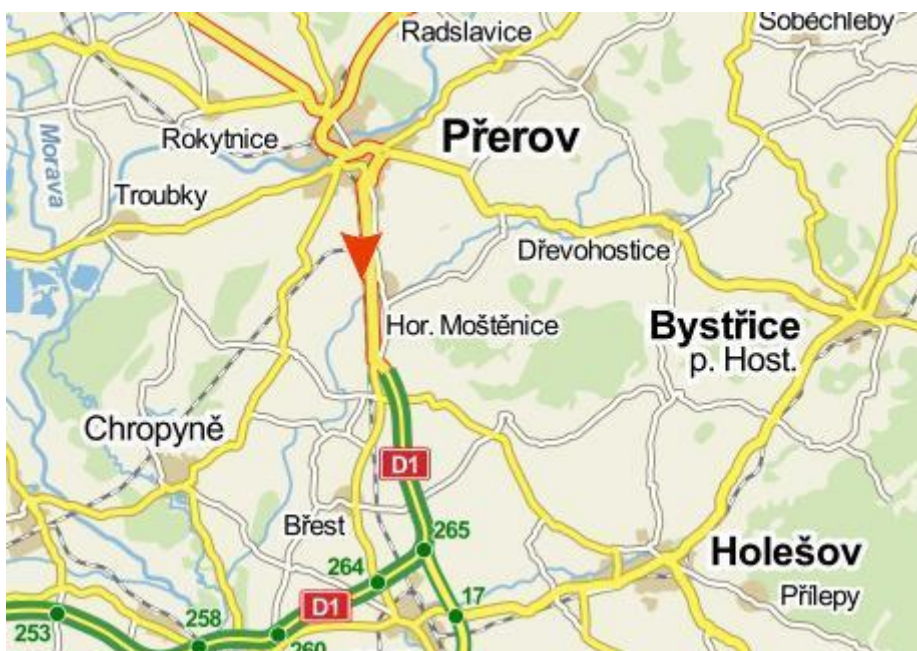 Soběchleby
Radslavice
Rokytnice
Přerov
Morava
Troubky
Dřevohostice
Hor. Moštěnice
Bystřice
p. Host.
Chropyně
D1
Břest
265
Holešov
264
Přílepy
D1
17
258
253
260